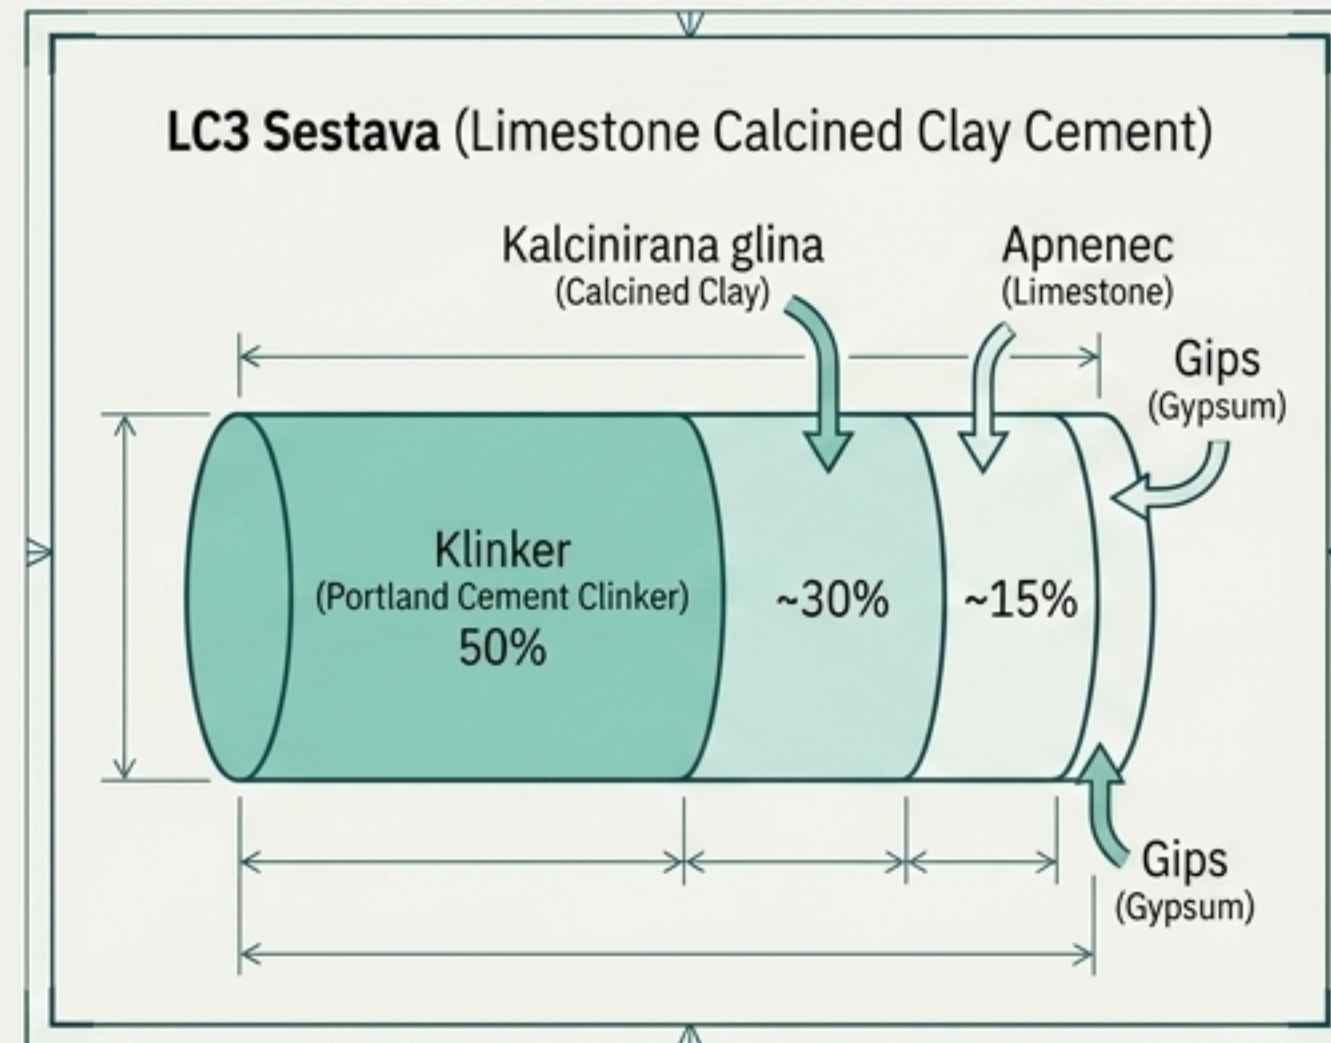 LC3 Sestava (Limestone Calcined Clay Cement)
Kalcinirana glina
(Calcined Clay)
Apnenec
(Limestone)
Gips
(Gypsum)
Klinker
(Portland Cement Clinker)
50%
~30%
~15%
Gips
(Gypsum)